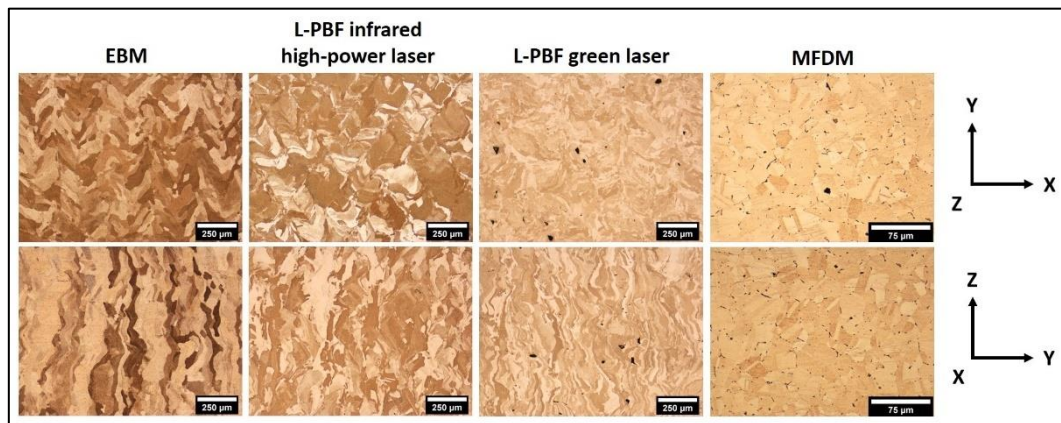 EBM
L-PBF infrared
high-power laser
L-PBF green laser
MFDM
250 µm
250 µm
250 µm
75 µm
Y
X
Z
250 µm
250 µm
250 µm
75 µm
Z
Y
X